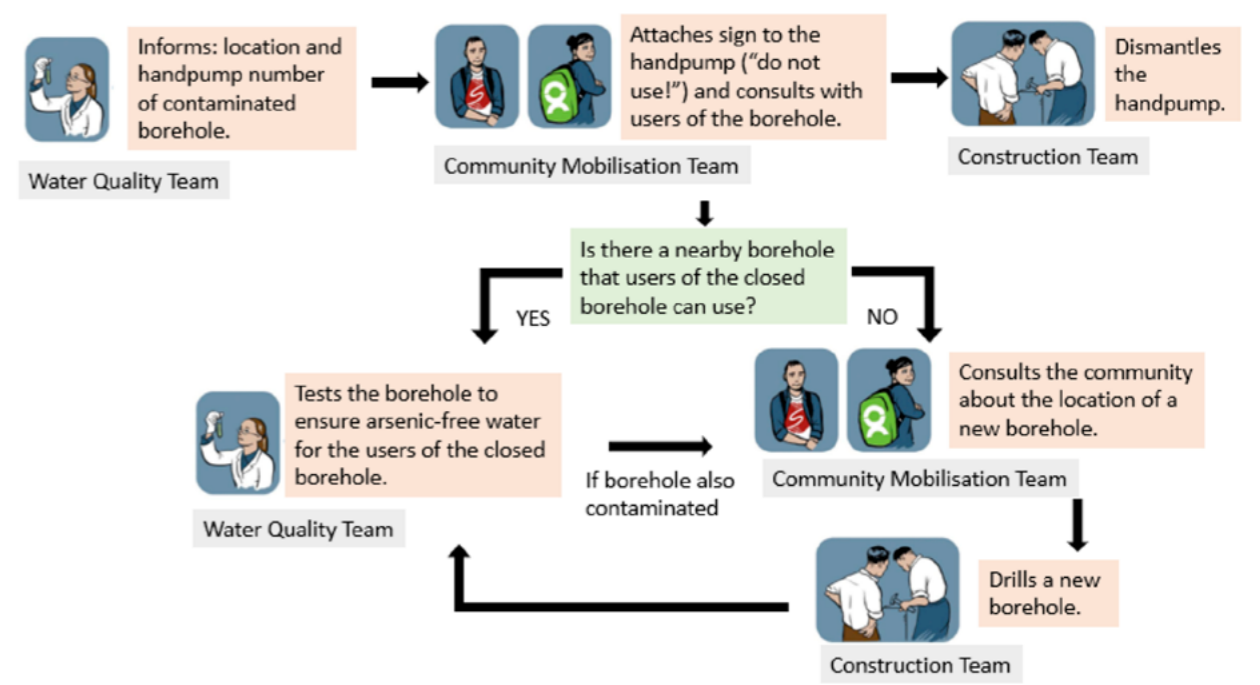 Informs: location and
handpump number
of contaminated
borehole.
Water Quality Team
Attaches sign to the
handpump (“do not
use!”) and consults with
users of the borehole.
Community Mobilisation Team
Dismantles
the
handpump.
Construction Team
Is there a nearby borehole
that users of the closed
borehole can use?
YES
NO
Tests the borehole to
ensure arsenic-free water
for the users of the closed
borehole.
Water Quality Team
If borehole also
contaminated
Consults the community
about the location of a
new borehole.
Community Mobilisation Team
Drills a new
borehole.
Construction Team